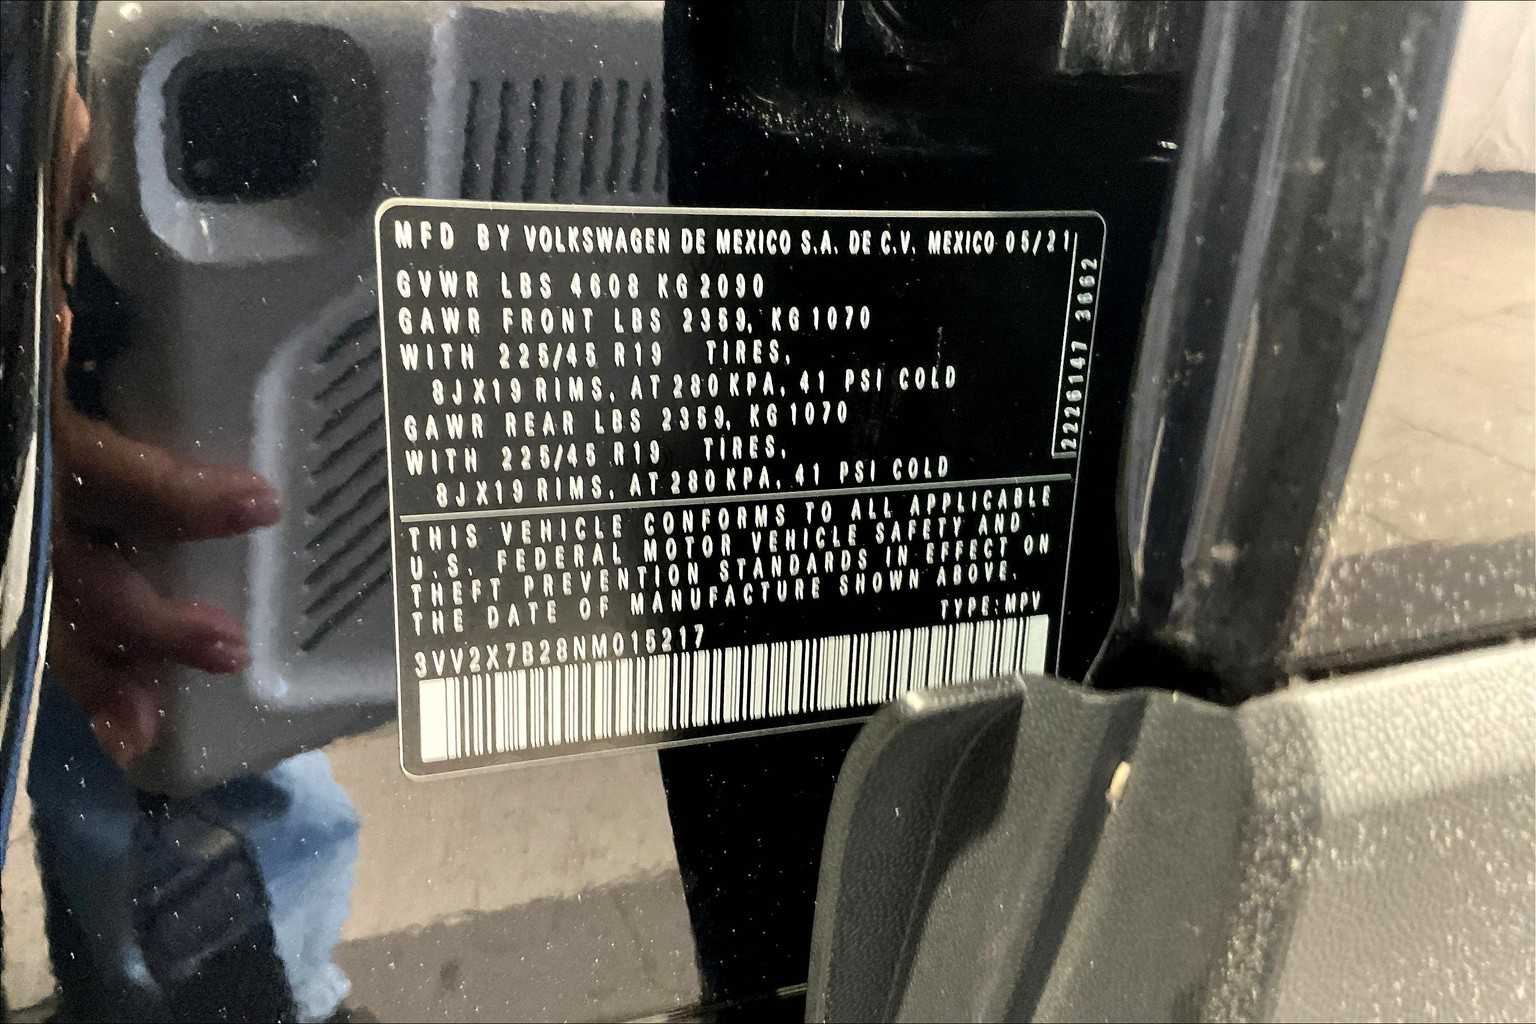 MFD BY VOLKSWAGEN DE MEXICO S.A. DE C.V. MEXICO 05/21
GVWR LBS 4608 KG 2090
GAWR FRONT LBS 2359, KG 1070
WITH 225/45 R19 TIRES,
8JX19 RIMS, AT 280 KPA, 41 PSI COLD
GAWR REAR LBS 2359, KG 1070
WITH 225/45 R19 TIRES,
8JX19 RIMS, AT 280 KPA, 41 PSI COLD
2226147 3662
THIS VEHICLE CONFORMS TO ALL APPLICABLE
U.S. FEDERAL MOTOR VEHICLE SAFETY AND
THEFT PREVENTION STANDARDS IN EFFECT ON
THE DATE OF MANUFACTURE SHOWN ABOVE.
TYPE: MPV
3VV2X7B28NM015217